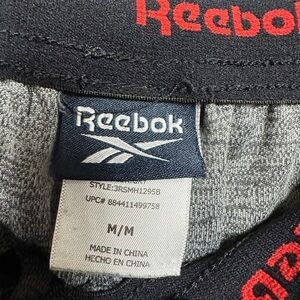 Reebok
Reebok
STYLE:3RSMH1295B
UPC# 884411499758
M/M
MADE IN CHINA
HECHO EN CHINA